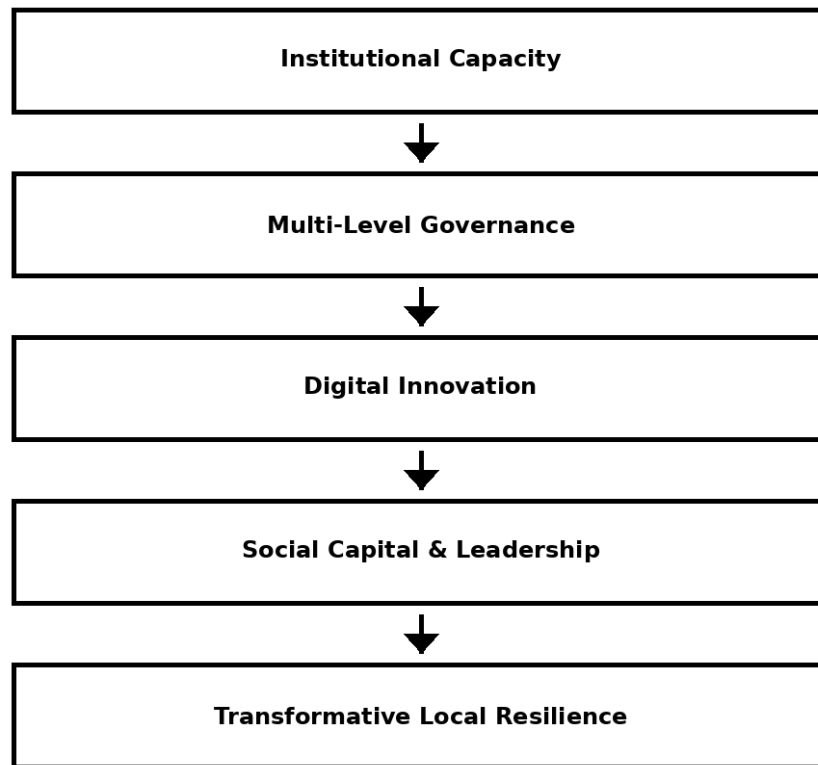 Institutional Capacity
Multi-Level Governance
Digital Innovation
Social Capital & Leadership
Transformative Local Resilience